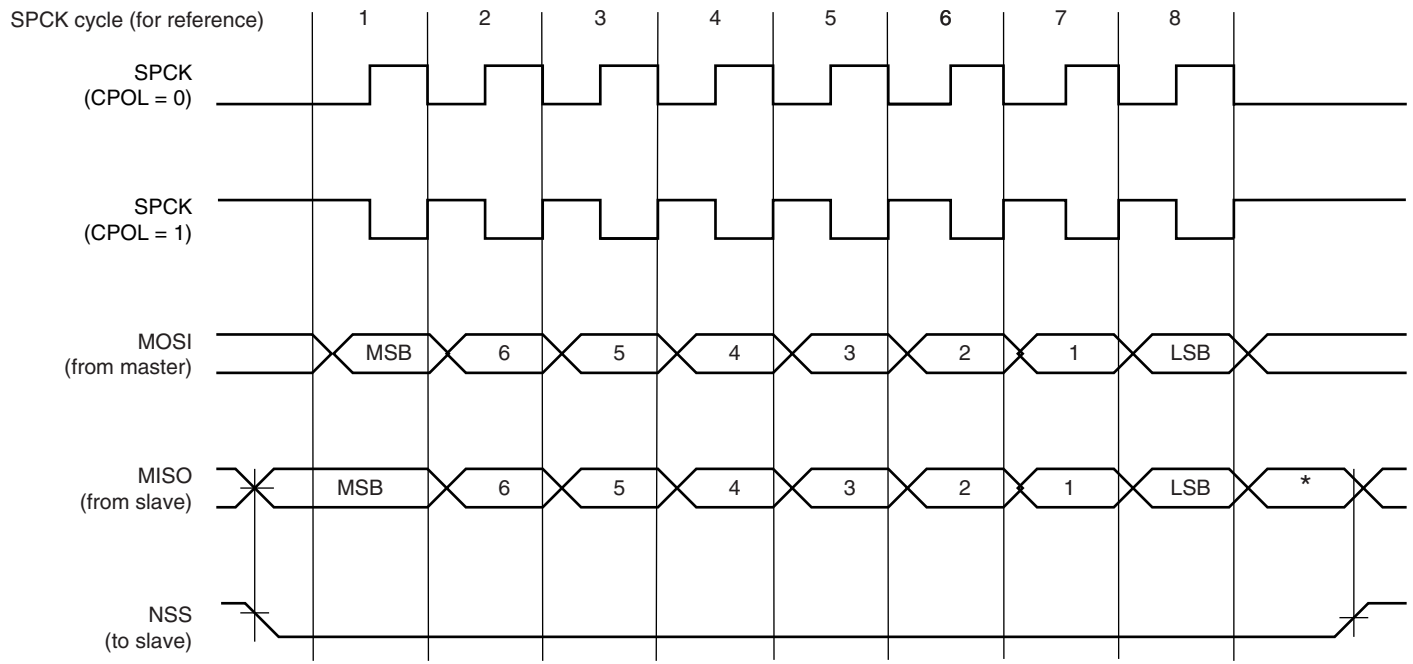 SPCK cycle (for reference) 1 2 3 4 5 6 7 8
SPCK
(CPOL = 0)
SPCK
(CPOL = 1)
MOSI
(from master)
MSB 6 5 4 3 2 1 LSB
MISO
(from slave)
MSB 6 5 4 3 2 1 LSB *
NSS
(to slave)